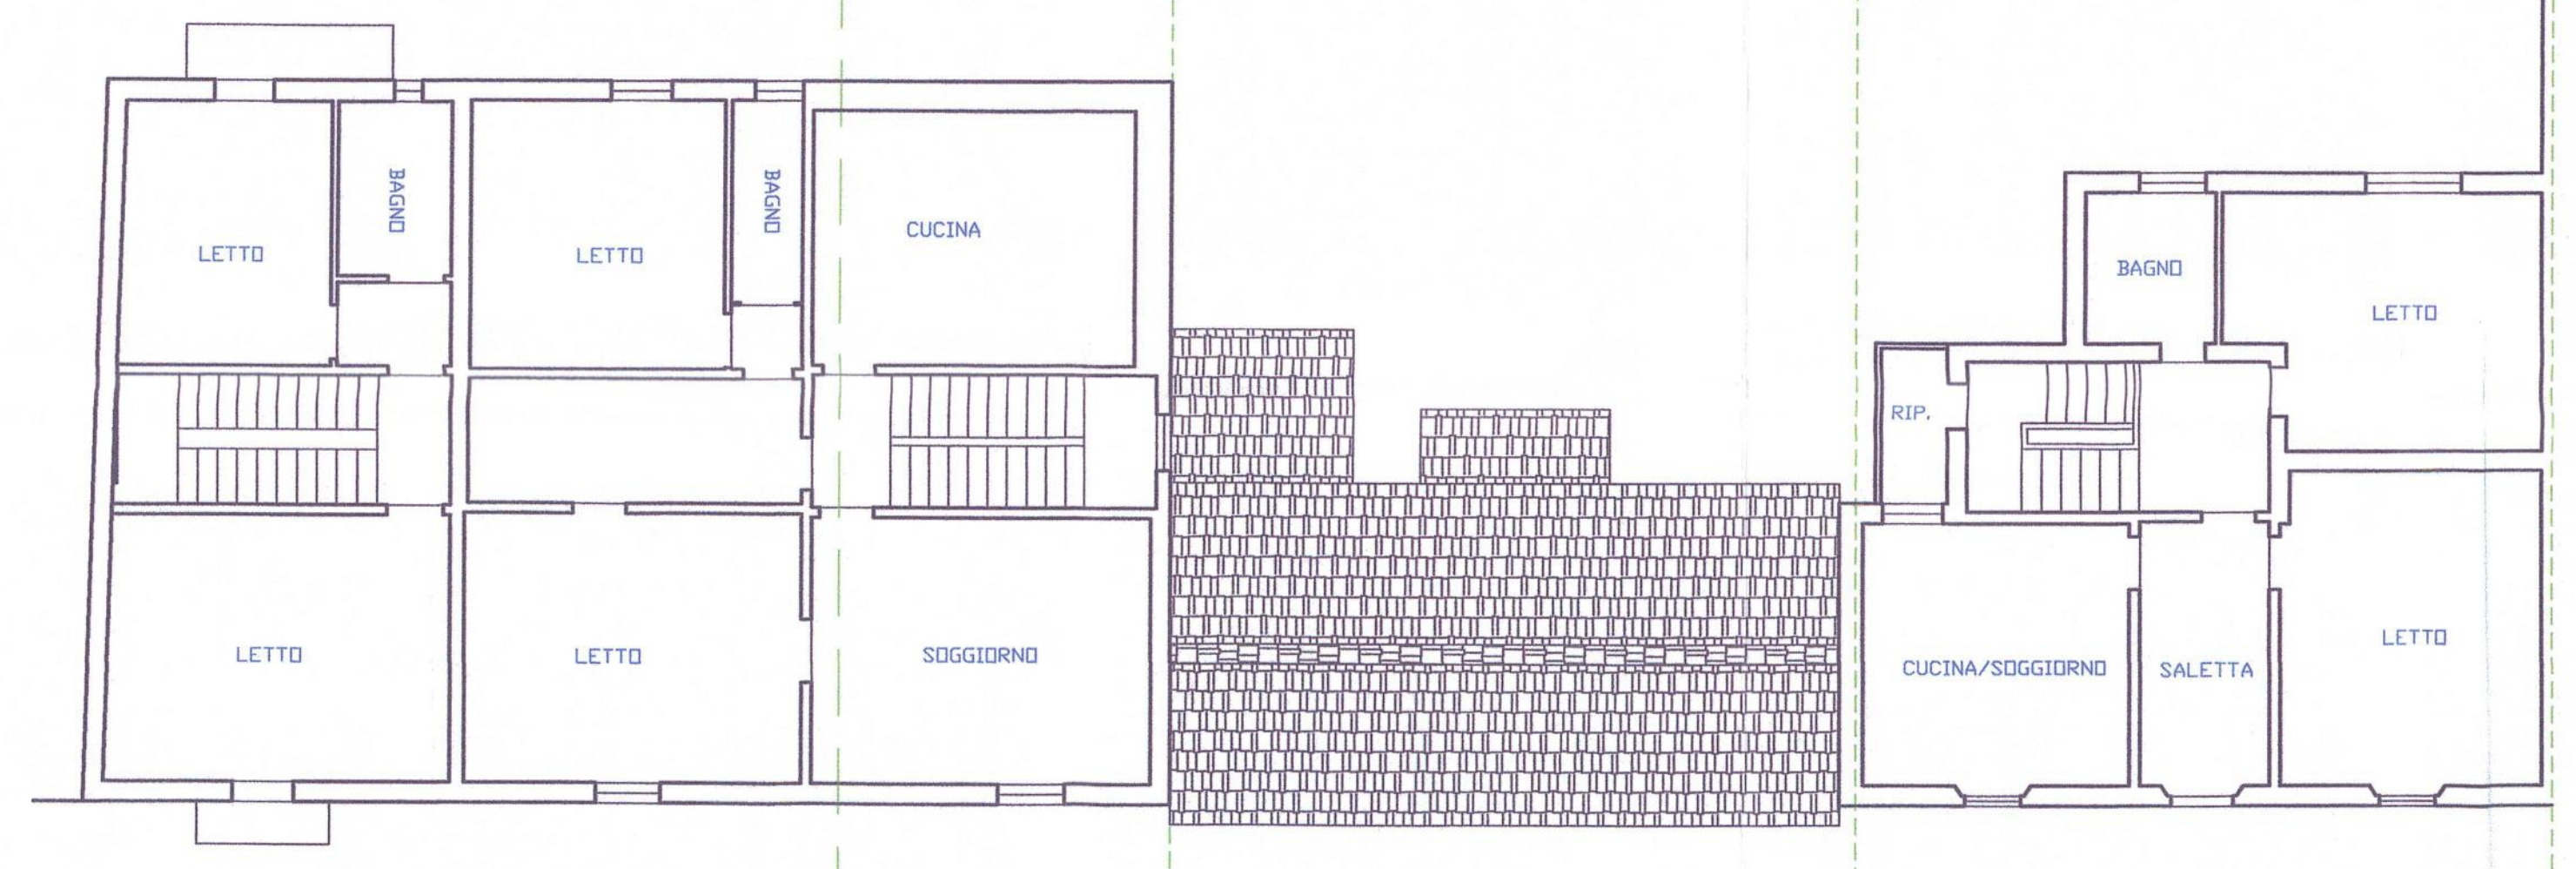 LETTO
BAGNO
LETTO
BAGNO
CUCINA
BAGNO
LETTO
RIP.
LETTO
LETTO
SOGGIORNO
CUCINA/SOGGIORNO
SALETTA
LETTO